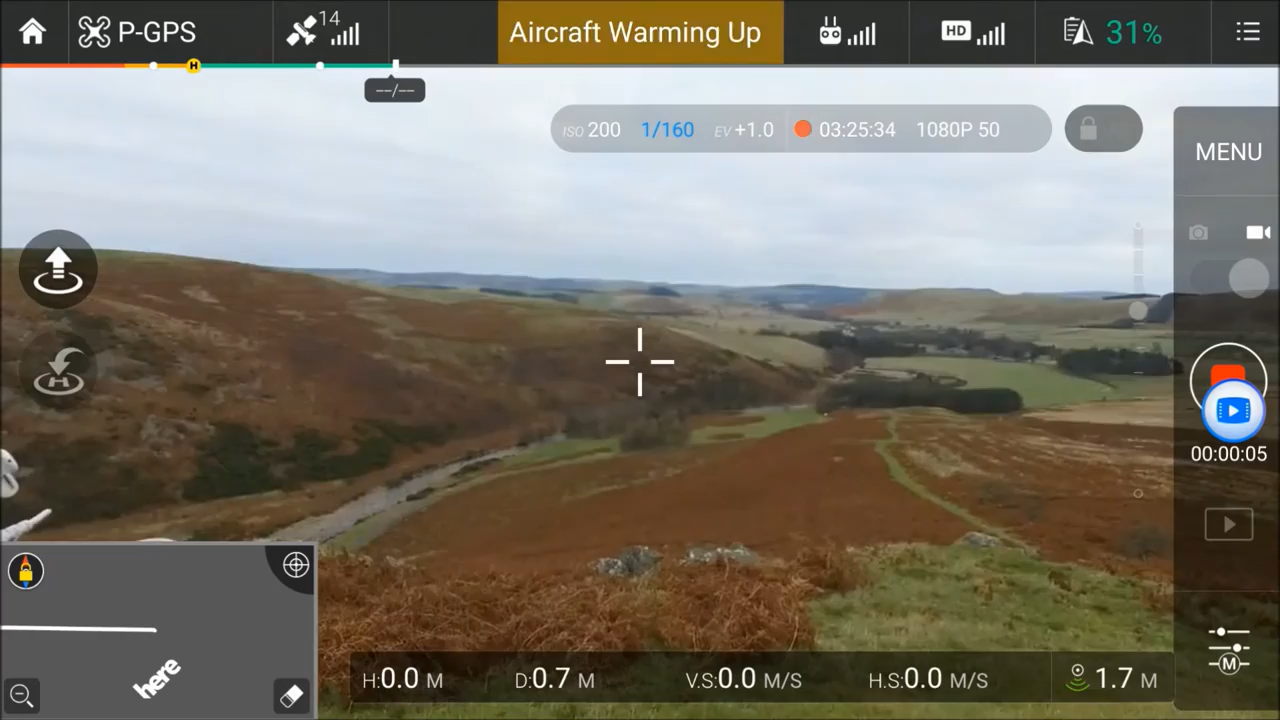 P-GPS
14
Aircraft Warming Up
HD
31%
--/--
ISO 200 1/160 EV +1.0 03:25:34 1080P 50
MENU
H
H
00:00:05
here
M
H:0.0 M D:0.7 M V.S:0.0 M/S H.S:0.0 M/S 1.7 M